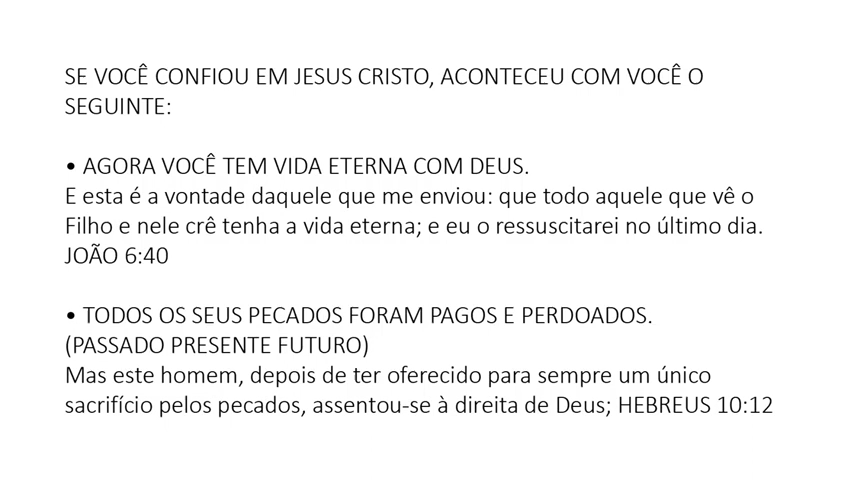 SE VOCÊ CONFIOU EM JESUS CRISTO, ACONTECEU COM VOCÊ O
SEGUINTE:
• AGORA VOCÊ TEM VIDA ETERNA COM DEUS.
E esta é a vontade daquele que me enviou: que todo aquele que vê o
Filho e nele crê tenha a vida eterna; e eu o ressuscitarei no último dia.
JOÃO 6:40
• TODOS OS SEUS PECADOS FORAM PAGOS E PERDOADOS.
(PASSADO PRESENTE FUTURO)
Mas este homem, depois de ter oferecido para sempre um único
sacrifício pelos pecados, assentou-se à direita de Deus; HEBREUS 10:12